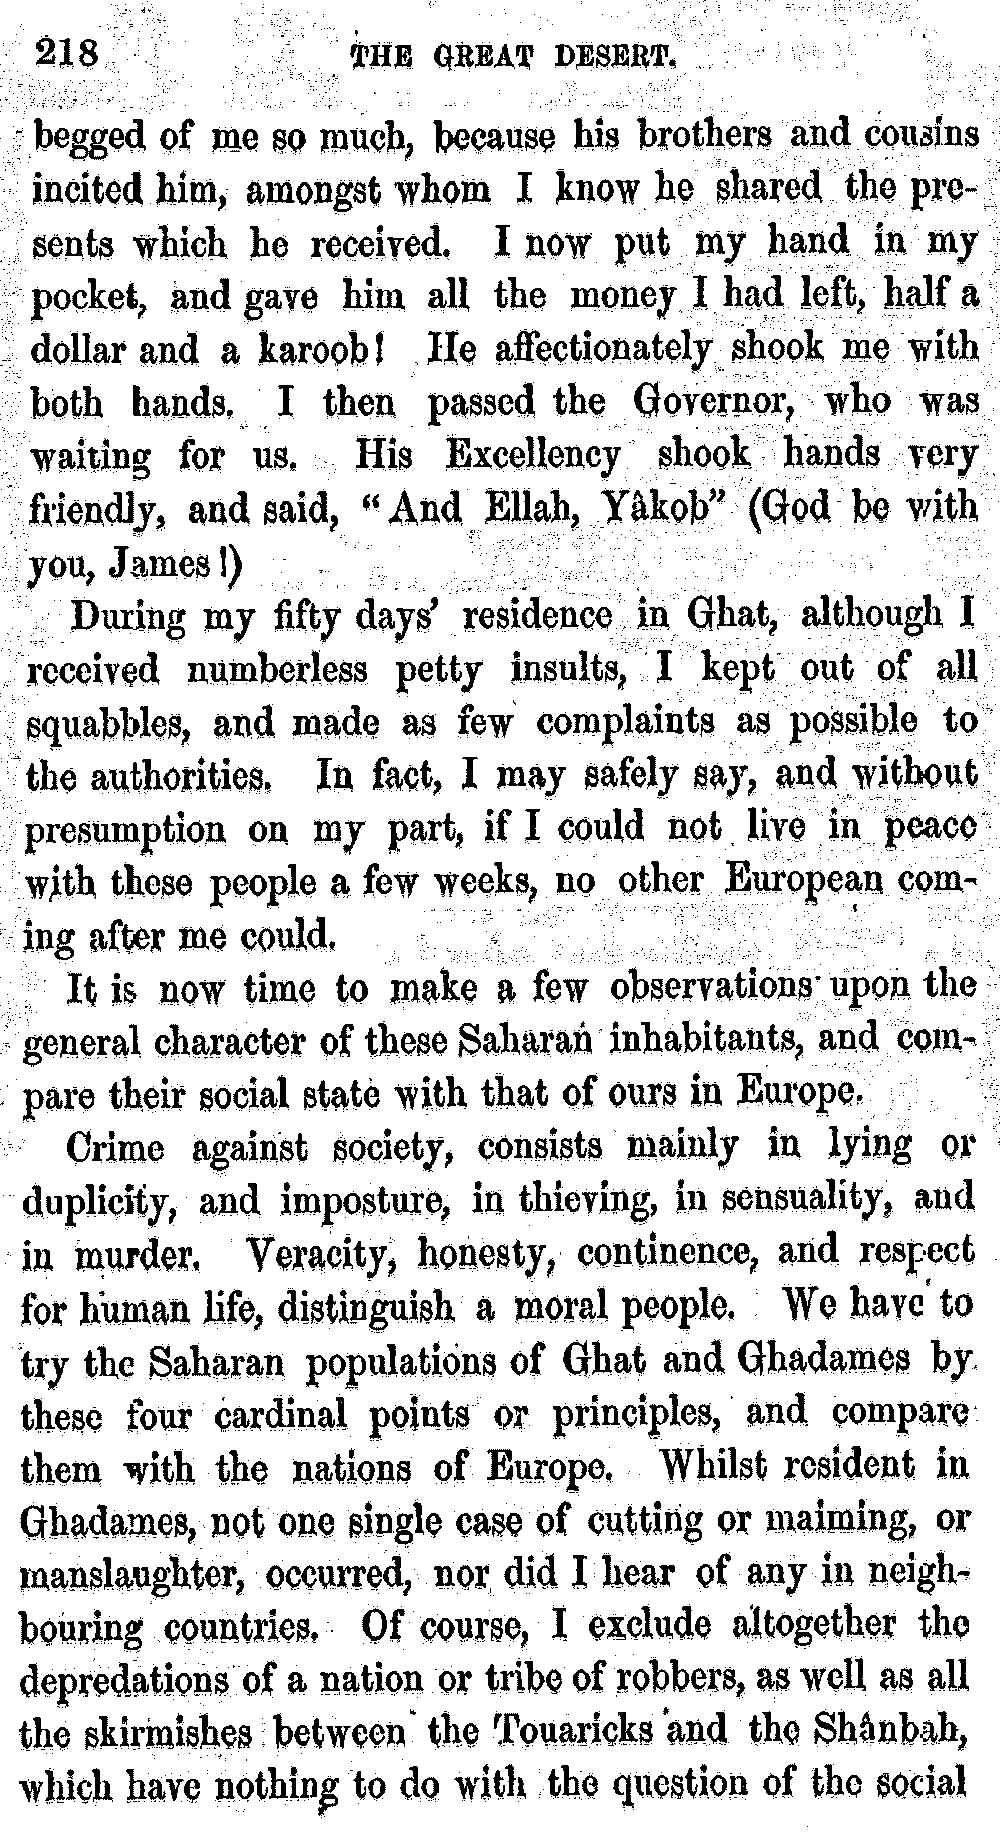 218 THE GREAT DESERT.
begged of me so much, because his brothers and cousins
incited him, amongst whom I know he shared the pre-
sents which he received. I now put my hand in my
pocket, and gave him all the money I had left, half a
dollar and a karoob! He affectionately shook me with
both hands. I then passed the Governor, who was
waiting for us. His Excellency shook hands very
friendly, and said, “And Ellah, Yâkob” (God be with
you, James!)
During my fifty days’ residence in Ghat, although I
received numberless petty insults, I kept out of all
squabbles, and made as few complaints as possible to
the authorities. In fact, I may safely say, and without
presumption on my part, if I could not live in peace
with these people a few weeks, no other European com-
ing after me could.
It is now time to make a few observations upon the
general character of these Saharan inhabitants, and com-
pare their social state with that of ours in Europe.
Crime against society, consists mainly in lying or
duplicity, and imposture, in thieving, in sensuality, and
in murder. Veracity, honesty, continence, and respect
for human life, distinguish a moral people. We have to
try the Saharan populations of Ghat and Ghadames by
these four cardinal points or principles, and compare
them with the nations of Europe. Whilst resident in
Ghadames, not one single case of cutting or maiming, or
manslaughter, occurred, nor did I hear of any in neigh-
bouring countries. Of course, I exclude altogether the
depredations of a nation or tribe of robbers, as well as all
the skirmishes between the Touaricks and the Shânbah,
which have nothing to do with the question of the social